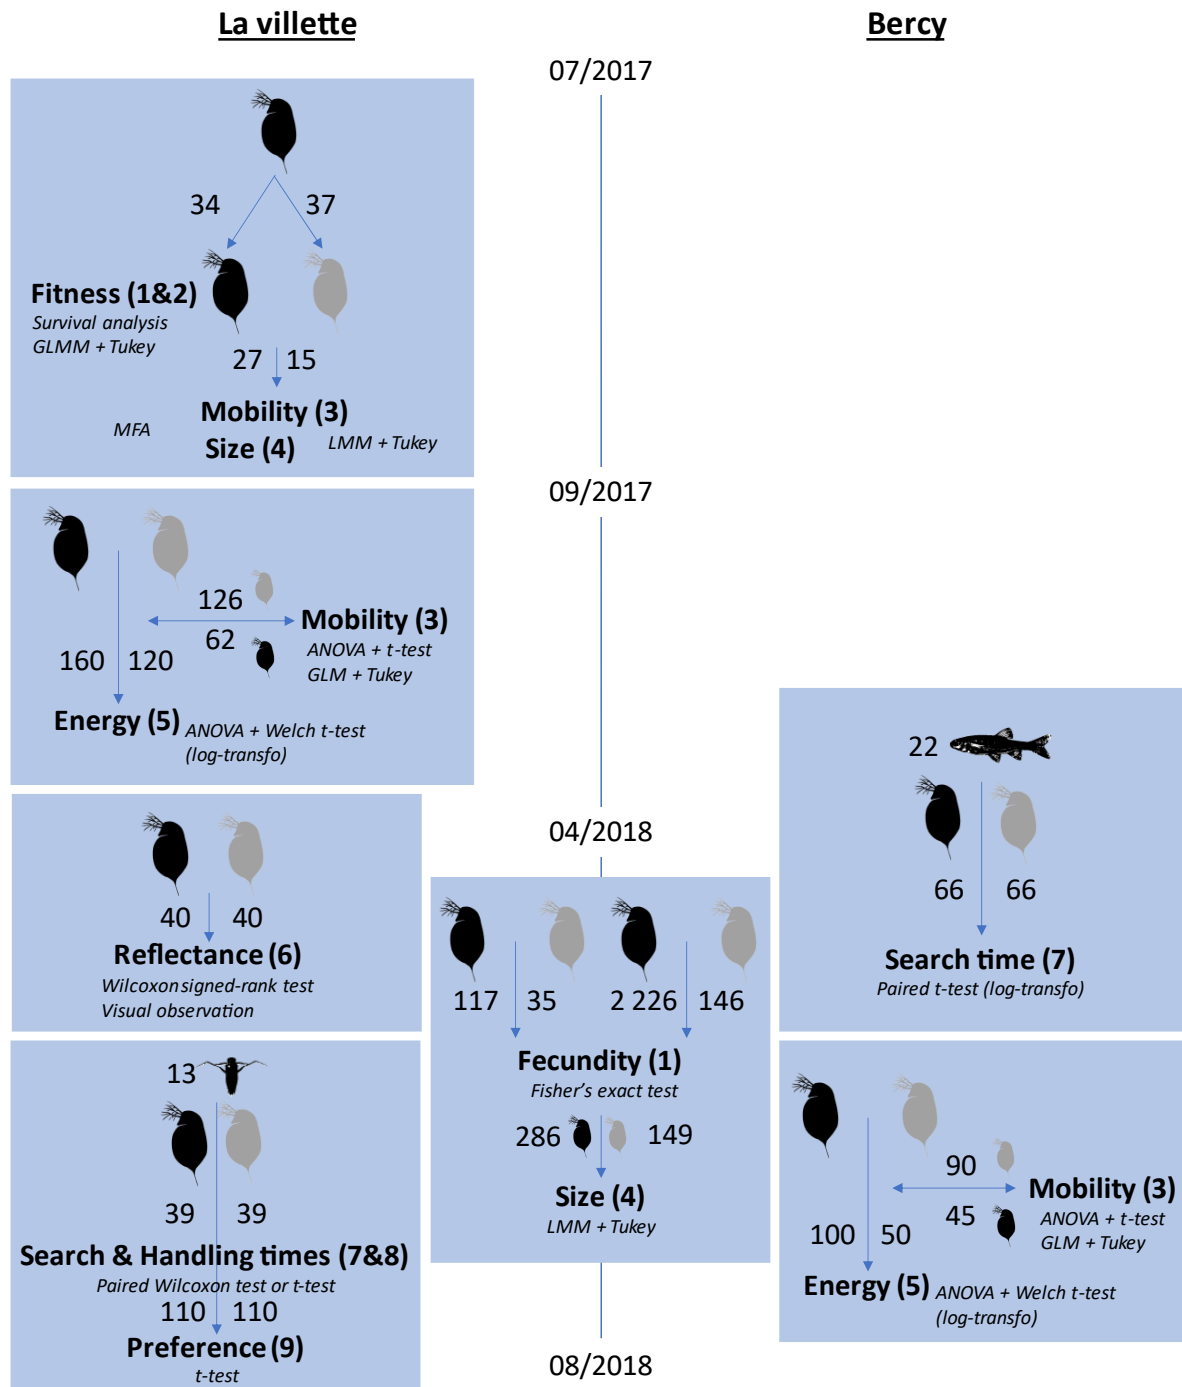 La villette
Bercy
07/2017
34 37
Fitness (1&2)
Survival analysis
GLMM + Tukey
27 15
Mobility (3)
MFA
Size (4)
LMM + Tukey
09/2017
126
62
Mobility (3)
ANOVA + t-test
GLM + Tukey
160 120
Energy (5)
ANOVA + Welch t-test
(log-transfo)
22
66 66
Search time (7)
Paired t-test (log-transfo)
04/2018
40 40
Reflectance (6)
Wilcoxon signed-rank test
Visual observation
117 35 2 226 146
Fecundity (1)
Fisher's exact test
286 149
Size (4)
LMM + Tukey
13
39 39
Search & Handling times (7&8)
Paired Wilcoxon test or t-test
110 110
Preference (9)
t-test
90
45
Mobility (3)
ANOVA + t-test
GLM + Tukey
100 50
Energy (5)
ANOVA + Welch t-test
(log-transfo)
08/2018